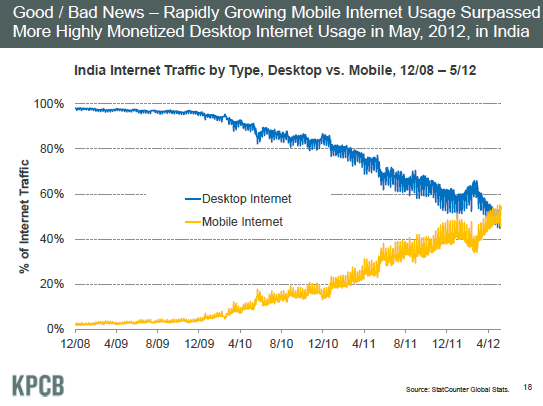 Good / Bad News – Rapidly Growing Mobile Internet Usage Surpassed
More Highly Monetized Desktop Internet Usage in May, 2012, in India
India Internet Traffic by Type, Desktop vs. Mobile, 12/08 – 5/12
100%
80%
60%
40%
20%
0%
% of Internet Traffic
Desktop Internet
Mobile Internet
12/08 4/09 8/09 12/09 4/10 8/10 12/10 4/11 8/11 12/11 4/12
KPCB
Source: StatCounter Global Stats. 18